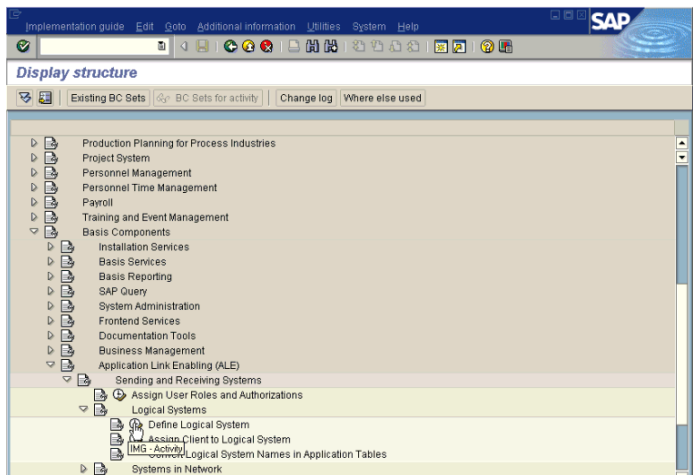 Implementation guide Edit Goto Additional information Utilities System Help
SAP
Display structure
Existing BC Sets BC Sets for activity Change log Where else used
Production Planning for Process Industries
Project System
Personnel Management
Personnel Time Management
Payroll
Training and Event Management
Basis Components
Installation Services
Basis Services
Basis Reporting
SAP Query
System Administration
Frontend Services
Documentation Tools
Business Management
Application Link Enabling (ALE)
Sending and Receiving Systems
Assign User Roles and Authorizations
Logical Systems
Define Logical System
Assign Client to Logical System
IMG - Activity
Logical System Names in Application Tables
Systems in Network